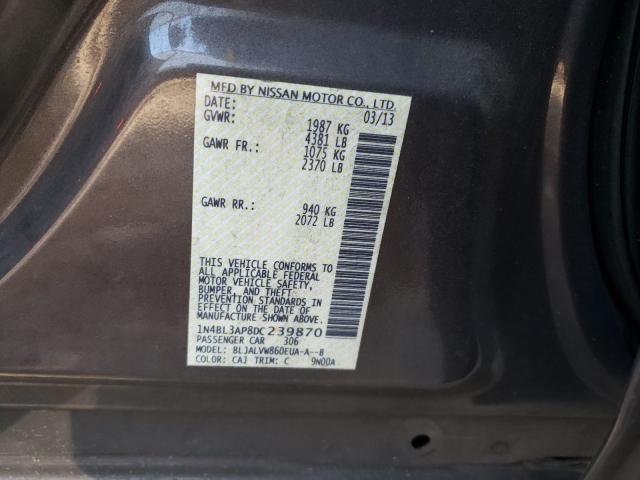 MFD BY NISSAN MOTOR CO., LTD.
DATE: 03/13
GVWR: 1987 KG
4381 LB
GAWR FR.: 1075 KG
2370 LB
GAWR RR.: 940 KG
2072 LB
THIS VEHICLE CONFORMS TO
ALL APPLICABLE FEDERAL
MOTOR VEHICLE SAFETY,
BUMPER, AND THEFT
PREVENTION STANDARDS IN
EFFECT ON THE DATE OF
MANUFACTURE SHOWN ABOVE.
1N4BL3AP8DC239870
PASSENGER CAR 306
MODEL: BLJALVW860EUA-A--B
COLOR: CAJ TRIM: C 9N00A